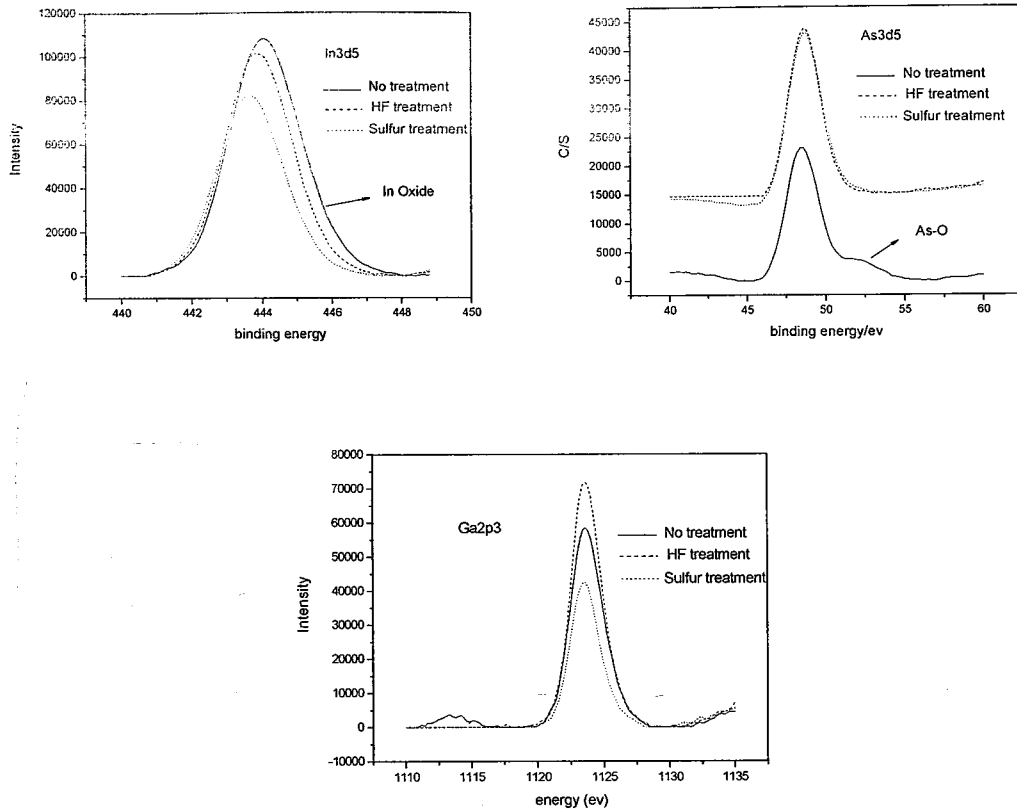 120000
100000
80000
60000
40000
20000
0
Intensity
In3d5
No treatment
HF treatment
Sulfur treatment
In Oxide
440
442
444
446
448
450
binding energy
45000
40000
35000
30000
25000
20000
15000
10000
5000
0
C/S
As3d5
No treatment
HF treatment
Sulfur treatment
As-O
40
45
50
55
60
binding energy/ev
80000
70000
60000
50000
40000
30000
20000
10000
0
-10000
Intensity
Ga2p3
No treatment
HF treatment
Sulfur treatment
1110
1115
1120
1125
1130
1135
energy (ev)